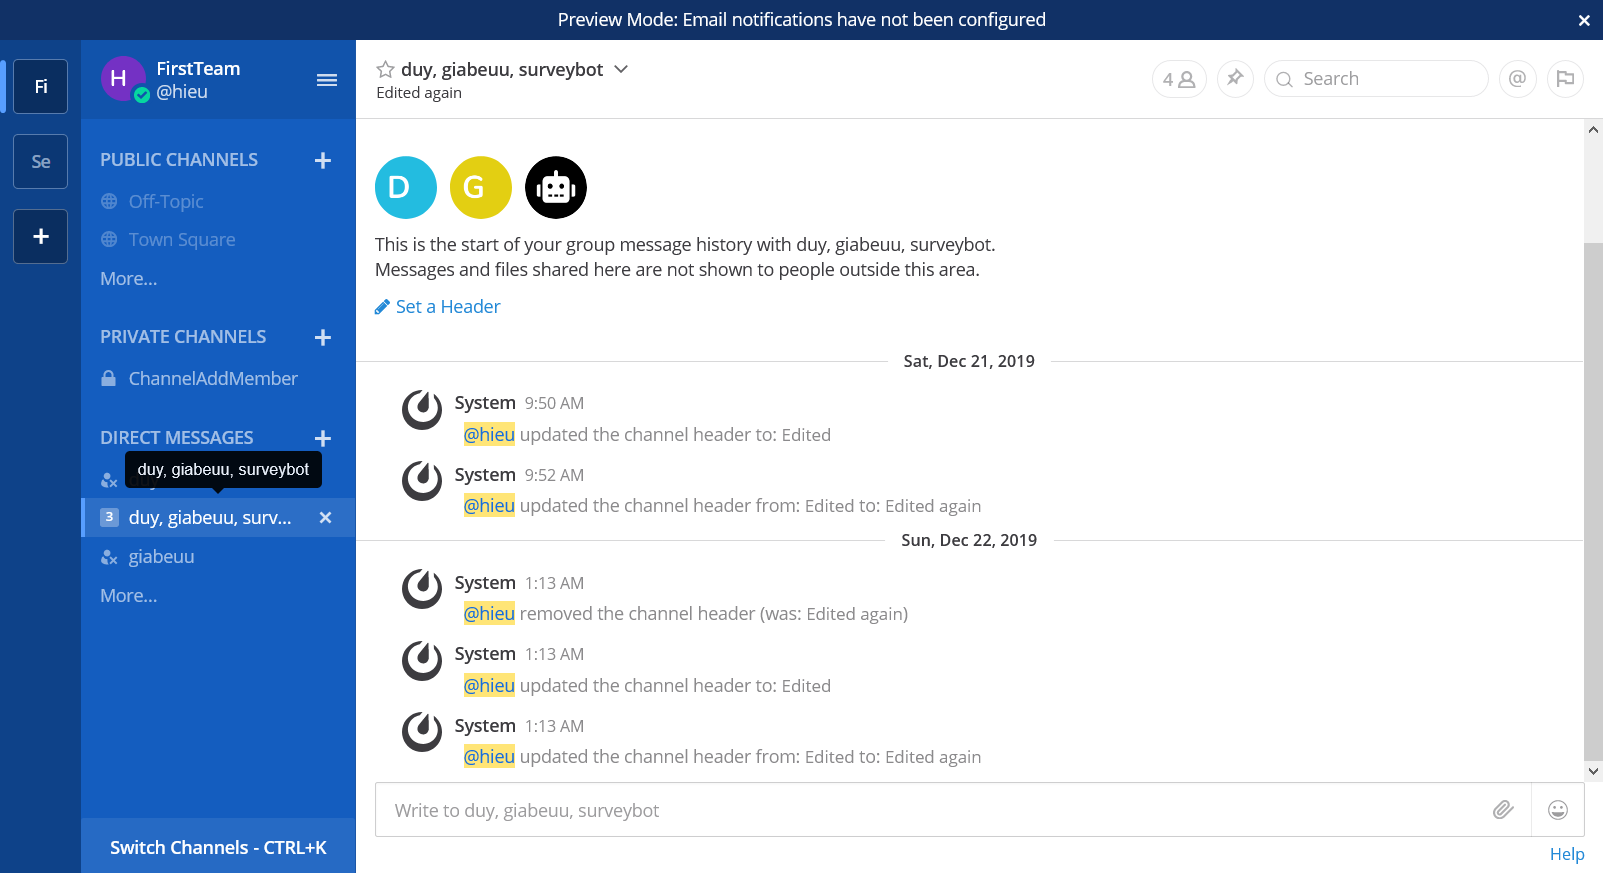 Preview Mode: Email notifications have not been configured
Fi
Se
H
FirstTeam
@hieu
PUBLIC CHANNELS
Off-Topic
Town Square
More...
PRIVATE CHANNELS
ChannelAddMember
DIRECT MESSAGES
duy, giabeuu, surveybot
3 duy, giabeuu, surv...
giabeuu
More...
Switch Channels - CTRL+K
duy, giabeuu, surveybot
Edited again
4
Search
@
D G
This is the start of your group message history with duy, giabeuu, surveybot.
Messages and files shared here are not shown to people outside this area.
Set a Header
Sat, Dec 21, 2019
System 9:50 AM
@hieu updated the channel header to: Edited
System 9:52 AM
@hieu updated the channel header from: Edited to: Edited again
Sun, Dec 22, 2019
System 1:13 AM
@hieu removed the channel header (was: Edited again)
System 1:13 AM
@hieu updated the channel header to: Edited
System 1:13 AM
@hieu updated the channel header from: Edited to: Edited again
Write to duy, giabeuu, surveybot
Help